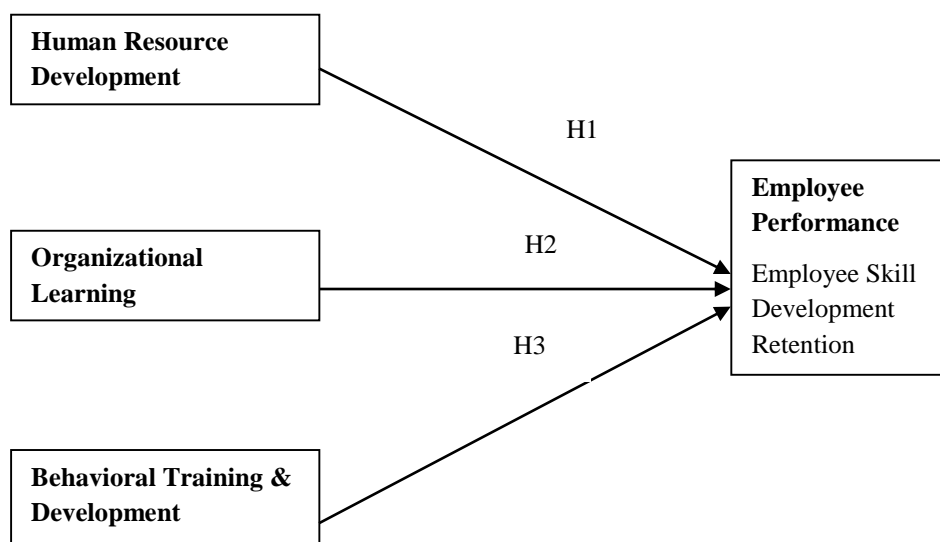 Human Resource
Development
H1
Employee
Performance
Employee Skill
Development
Retention
Organizational
Learning
H2
H3
Behavioral Training &
Development